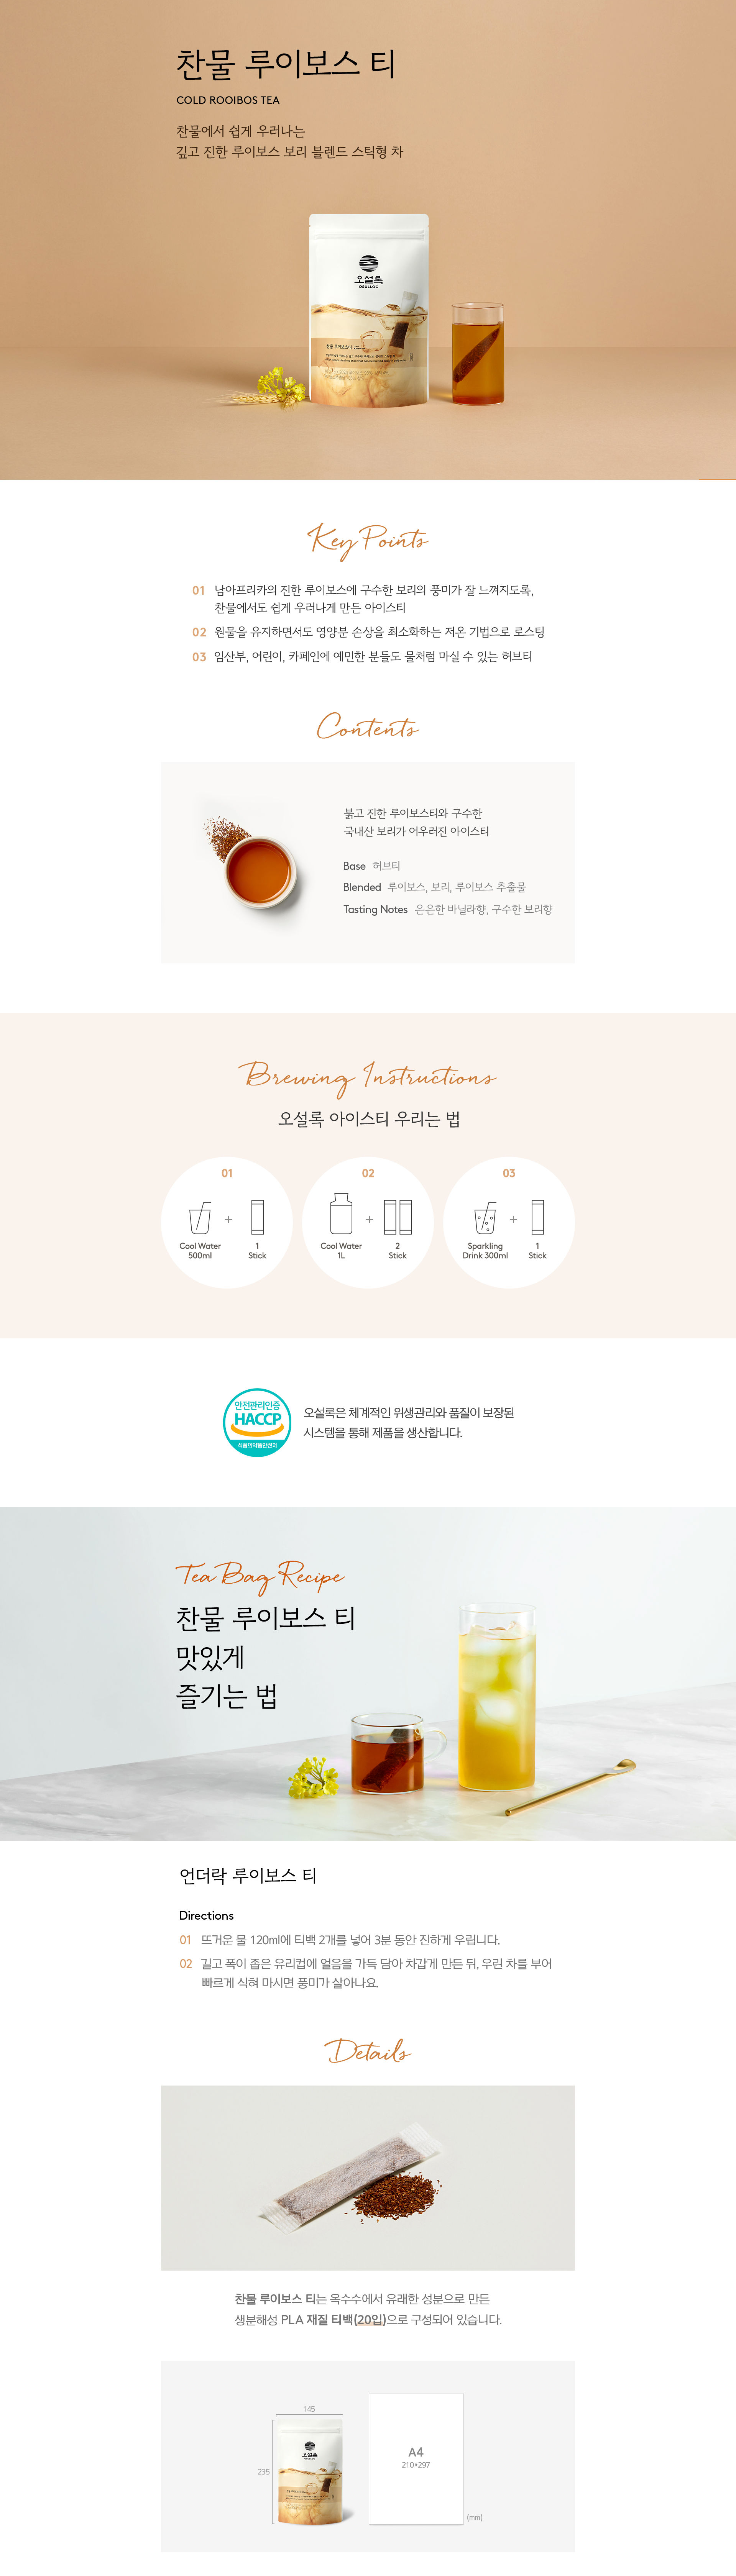 찬물 루이보스 티
COLD ROOIBOS TEA
찬물에서 쉽게 우러나는
깊고 진한 루이보스 보리 블렌드 스틱형 차
오설록
OSULLOC
찬물 루이보스티
Key Points
01 남아프리카의 진한 루이보스에 구수한 보리의 풍미가 잘 느껴지도록,
찬물에서도 쉽게 우러나게 만든 아이스티
02 원물을 유지하면서도 영양분 손상을 최소화하는 저온 기법으로 로스팅
03 임산부, 어린이, 카페인에 예민한 분들도 물처럼 마실 수 있는 허브티
Contents
붉고 진한 루이보스티와 구수한
국내산 보리가 어우러진 아이스티
Base 허브티
Blended 루이보스, 보리, 루이보스 추출물
Tasting Notes 은은한 바닐라향, 구수한 보리향
Brewing Instructions
오설록 아이스티 우리는 법
01 02 03
+ + +
Cool Water 1 Cool Water 2 Sparkling 1
500ml Stick 1L Stick Drink 300ml Stick
안전관리인증
HACCP
식품의약품안전처
오설록은 체계적인 위생관리와 품질이 보장된
시스템을 통해 제품을 생산합니다.
Tea Bag Recipe
찬물 루이보스 티
맛있게
즐기는 법
언더락 루이보스 티
Directions
01 뜨거운 물 120ml에 티백 2개를 넣어 3분 동안 진하게 우립니다.
02 길고 폭이 좁은 유리컵에 얼음을 가득 담아 차갑게 만든 뒤, 우린 차를 부어
빠르게 식혀 마시면 풍미가 살아나요.
Details
찬물 루이보스 티는 옥수수에서 유래한 성분으로 만든
생분해성 PLA 재질 티백(20입)으로 구성되어 있습니다.
145
235
오설록
A4
210*297
(mm)